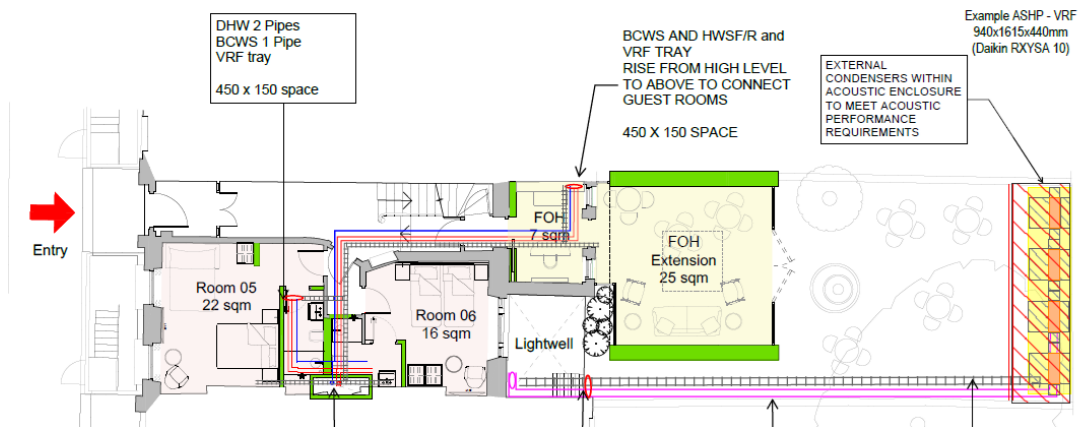 DHW 2 Pipes
BCWS 1 Pipe
VRF tray
450 x 150 space
BCWS AND HWSF/R and
VRF TRAY
RISE FROM HIGH LEVEL
TO ABOVE TO CONNECT
GUEST ROOMS
450 X 150 SPACE
Example ASHP - VRF
940x1615x440mm
(Daikin RXYSA 10)
EXTERNAL
CONDENSERS WITHIN
ACOUSTIC ENCLOSURE
TO MEET ACOUSTIC
PERFORMANCE
REQUIREMENTS
Entry
Room 05
22 sqm
Room 06
16 sqm
FOH
7 sqm
FOH
Extension
25 sqm
Lightwell